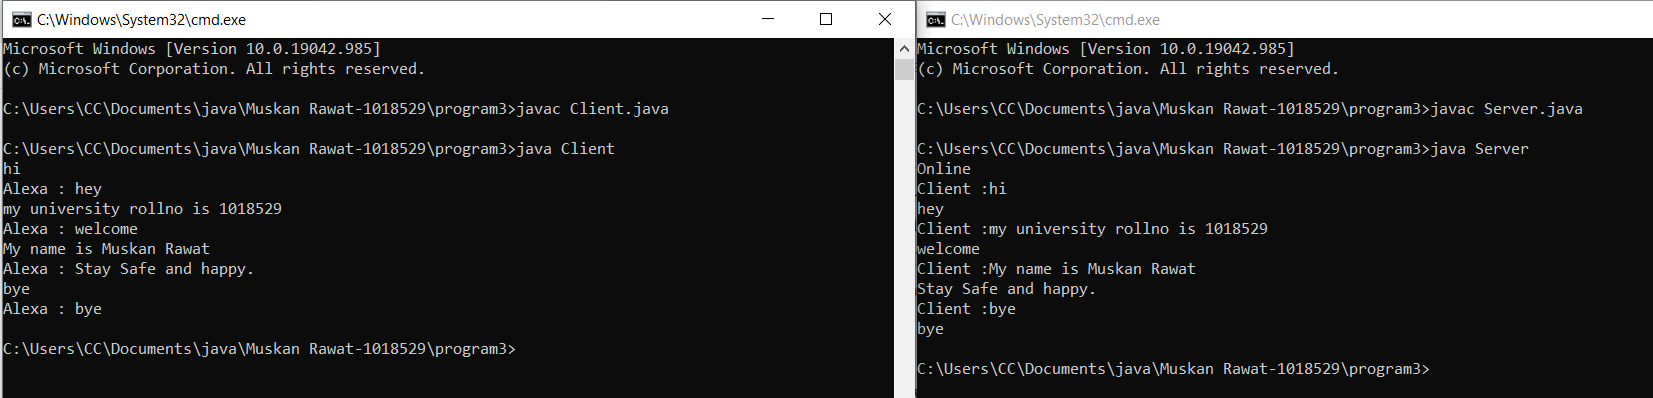 C:\Windows\System32\cmd.exe
Microsoft Windows [Version 10.0.19042.985]
(c) Microsoft Corporation. All rights reserved.
C:\Users\CC\Documents\java\Muskan Rawat-1018529\program3>javac Client.java
C:\Users\CC\Documents\java\Muskan Rawat-1018529\program3>java Client
hi
Alexa : hey
my university rollno is 1018529
Alexa : welcome
My name is Muskan Rawat
Alexa : Stay Safe and happy.
bye
Alexa : bye
C:\Users\CC\Documents\java\Muskan Rawat-1018529\program3>
C:\Windows\System32\cmd.exe
Microsoft Windows [Version 10.0.19042.985]
(c) Microsoft Corporation. All rights reserved.
C:\Users\CC\Documents\java\Muskan Rawat-1018529\program3>javac Server.java
C:\Users\CC\Documents\java\Muskan Rawat-1018529\program3>java Server
Online
Client :hi
hey
Client :my university rollno is 1018529
welcome
Client :My name is Muskan Rawat
Stay Safe and happy.
Client :bye
bye
C:\Users\CC\Documents\java\Muskan Rawat-1018529\program3>